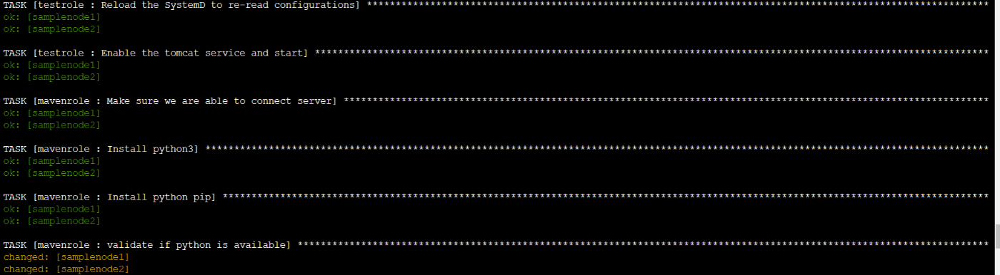 TASK [testrole : Reload the SystemD to re-read configurations] ************************************************************************************************************
ok: [samplenode1]
ok: [samplenode2]
TASK [testrole : Enable the tomcat service and start] *********************************************************************************************************************
ok: [samplenode1]
ok: [samplenode2]
TASK [mavenrole : Make sure we are able to connect server] ****************************************************************************************************************
ok: [samplenode1]
ok: [samplenode2]
TASK [mavenrole : Install python3] ****************************************************************************************************************************************
ok: [samplenode1]
ok: [samplenode2]
TASK [mavenrole : Install python pip] *************************************************************************************************************************************
ok: [samplenode1]
ok: [samplenode2]
TASK [mavenrole : validate if python is available] ************************************************************************************************************************
changed: [samplenode1]
changed: [samplenode2]